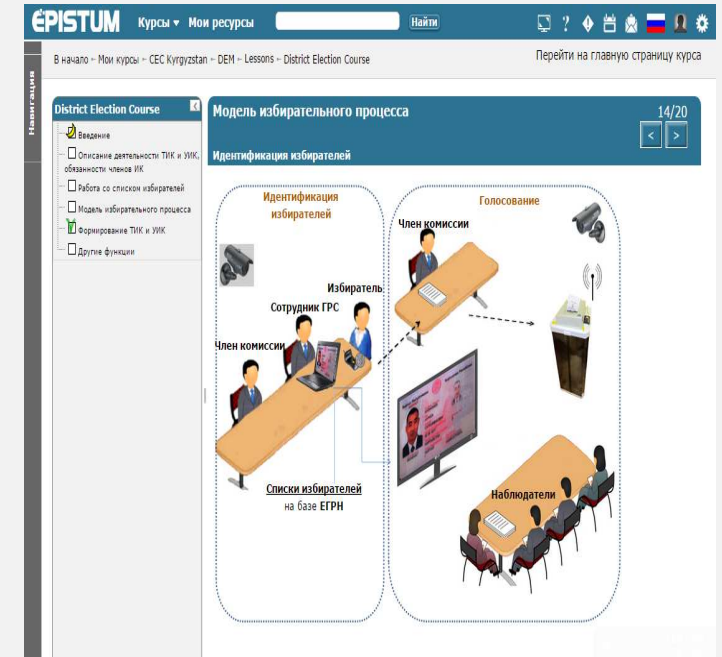 EPISTUM Курсы Мои ресурсы Найти ?
В начало - Мои курсы - CEC Kyrgyzstan - DEM - Lessons - District Election Course Перейти на главную страницу курса
Навигация
District Election Course
Введение
Описание деятельности ТИК и УИК,
обязанности членов ИК
Работа со списком избирателей
Модель избирательного процесса
Формирование ТИК и УИК
Другие функции
Модель избирательного процесса 14/20
< >
Идентификация избирателей
Идентификация
избирателей
Голосование
Член комиссии
Избиратель
Сотрудник ГРС
Член комиссии
Списки избирателей
на базе ЕГРН
Наблюдатели